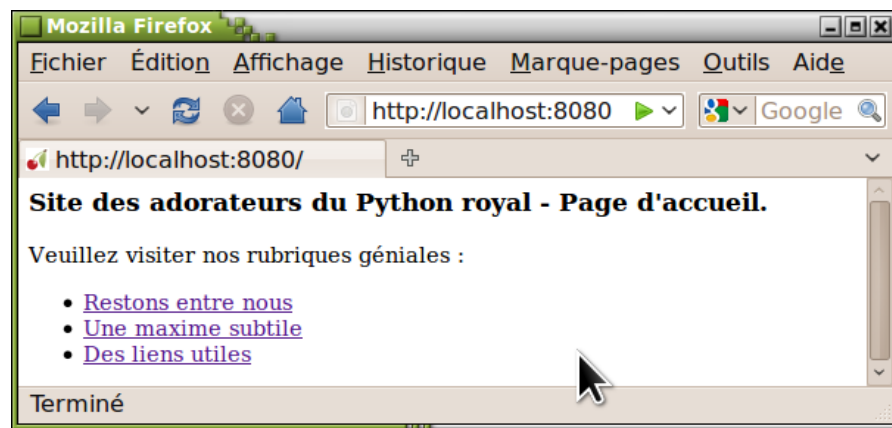 Mozilla Firefox
Fichier Édition Affichage Historique Marque-pages Outils Aide
http://localhost:8080 Google
http://localhost:8080/
Site des adorateurs du Python royal - Page d'accueil.
Veuillez visiter nos rubriques géniales :
• Restons entre nous
• Une maxime subtile
• Des liens utiles
Terminé